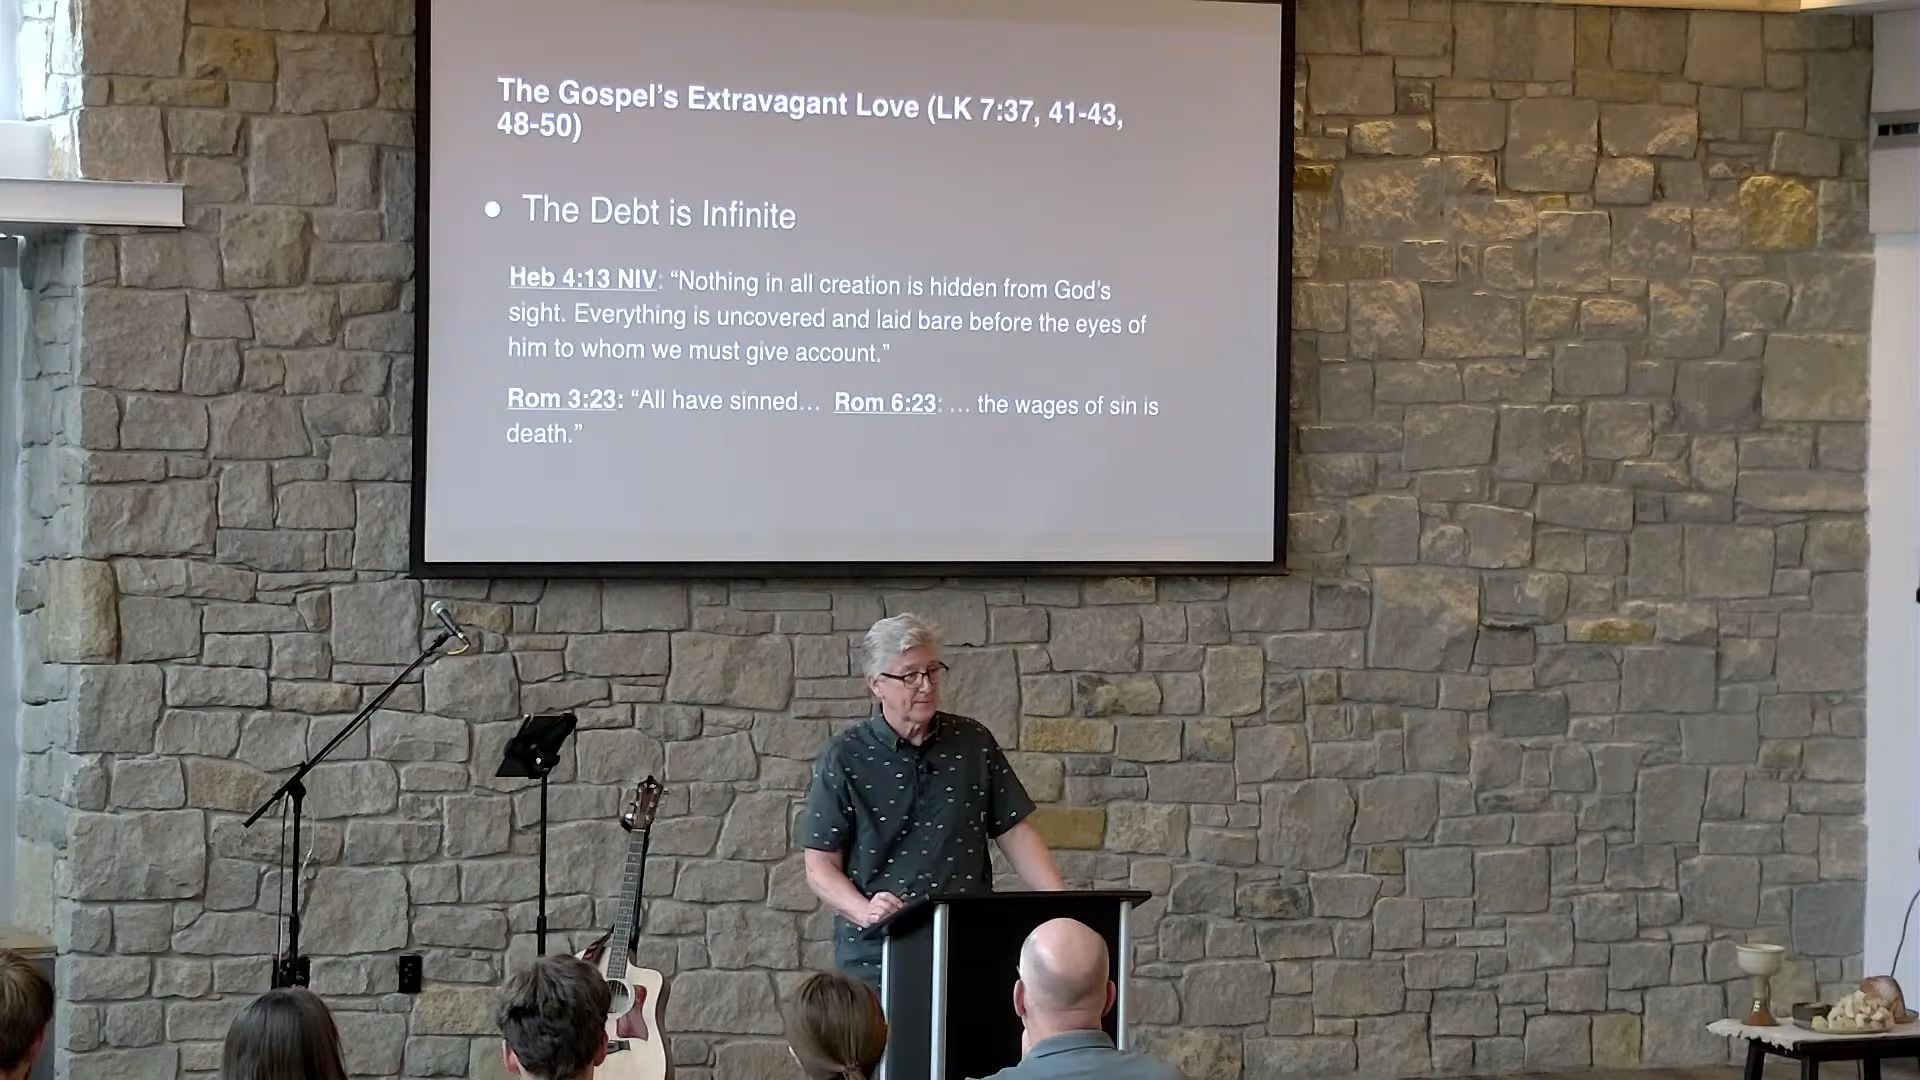 The Gospel’s Extravagant Love (LK 7:37, 41-43,
48-50)
● The Debt is Infinite
Heb 4:13 NIV: “Nothing in all creation is hidden from God’s
sight. Everything is uncovered and laid bare before the eyes of
him to whom we must give account.”
Rom 3:23: “All have sinned… Rom 6:23: … the wages of sin is
death.”